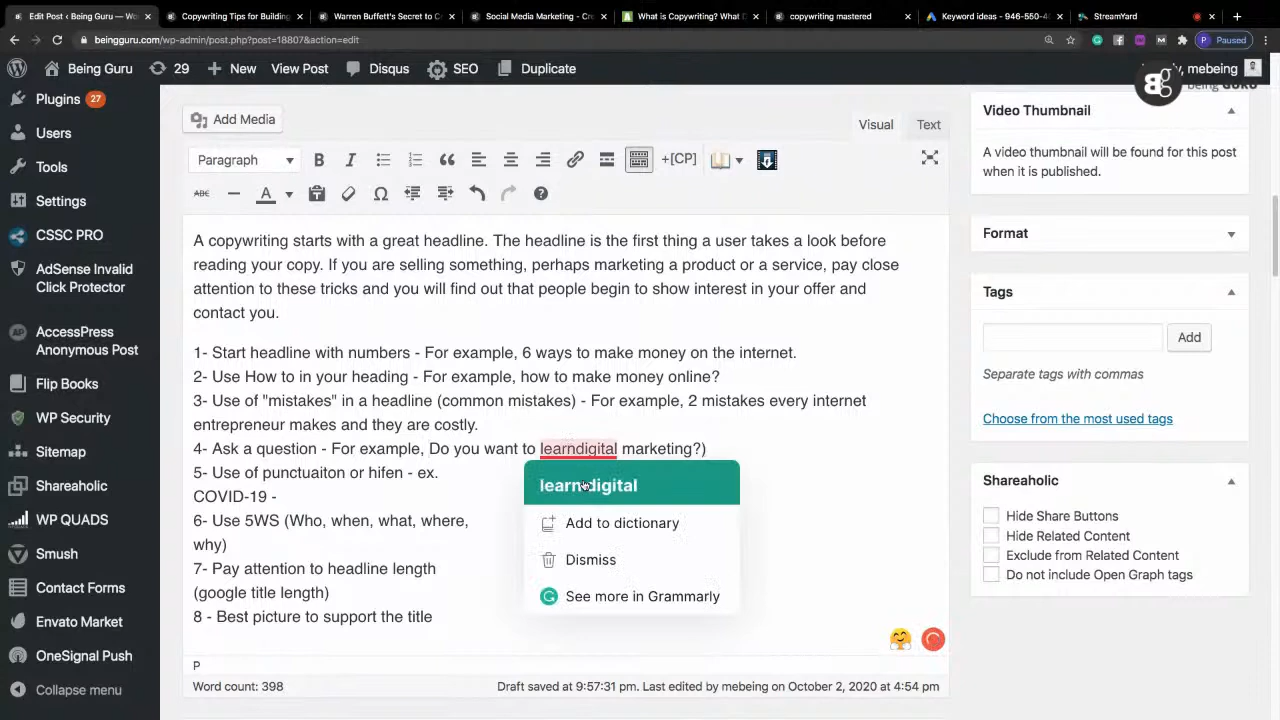 Edit Post ‹ Being Guru — Wo
Copywriting Tips for Building
Warren Buffett's Secret to C
Social Media Marketing - Cre
What is Copywriting? What D
copywriting mastered
Keyword ideas - 946-550-4
StreamYard
beingguru.com/wp-admin/post.php?post=18807&action=edit
P Paused
Being Guru
29
New
View Post
Disqus
SEO
Duplicate
mebeing
being GURU
bg
Plugins 27
Users
Tools
Settings
CSSC PRO
AdSense Invalid
Click Protector
AP
AccessPress
Anonymous Post
Flip Books
WP Security
Sitemap
Shareaholic
WP QUADS
Smush
Contact Forms
Envato Market
OneSignal Push
Collapse menu
Add Media
Visual
Text
Paragraph
B
I
+[CP]
ABC
A
A copywriting starts with a great headline. The headline is the first thing a user takes a look before
reading your copy. If you are selling something, perhaps marketing a product or a service, pay close
attention to these tricks and you will find out that people begin to show interest in your offer and
contact you.
1- Start headline with numbers - For example, 6 ways to make money on the internet.
2- Use How to in your heading - For example, how to make money online?
3- Use of "mistakes" in a headline (common mistakes) - For example, 2 mistakes every internet
entrepreneur makes and they are costly.
4- Ask a question - For example, Do you want to learndigital marketing?)
5- Use of punctuaiton or hifen - ex.
COVID-19 -
6- Use 5WS (Who, when, what, where,
why)
7- Pay attention to headline length
(google title length)
8 - Best picture to support the title
learndigital
Add to dictionary
Dismiss
See more in Grammarly
P
Word count: 398
Draft saved at 9:57:31 pm. Last edited by mebeing on October 2, 2020 at 4:54 pm
Video Thumbnail
A video thumbnail will be found for this post
when it is published.
Format
Tags
Add
Separate tags with commas
Choose from the most used tags
Shareaholic
Hide Share Buttons
Hide Related Content
Exclude from Related Content
Do not include Open Graph tags